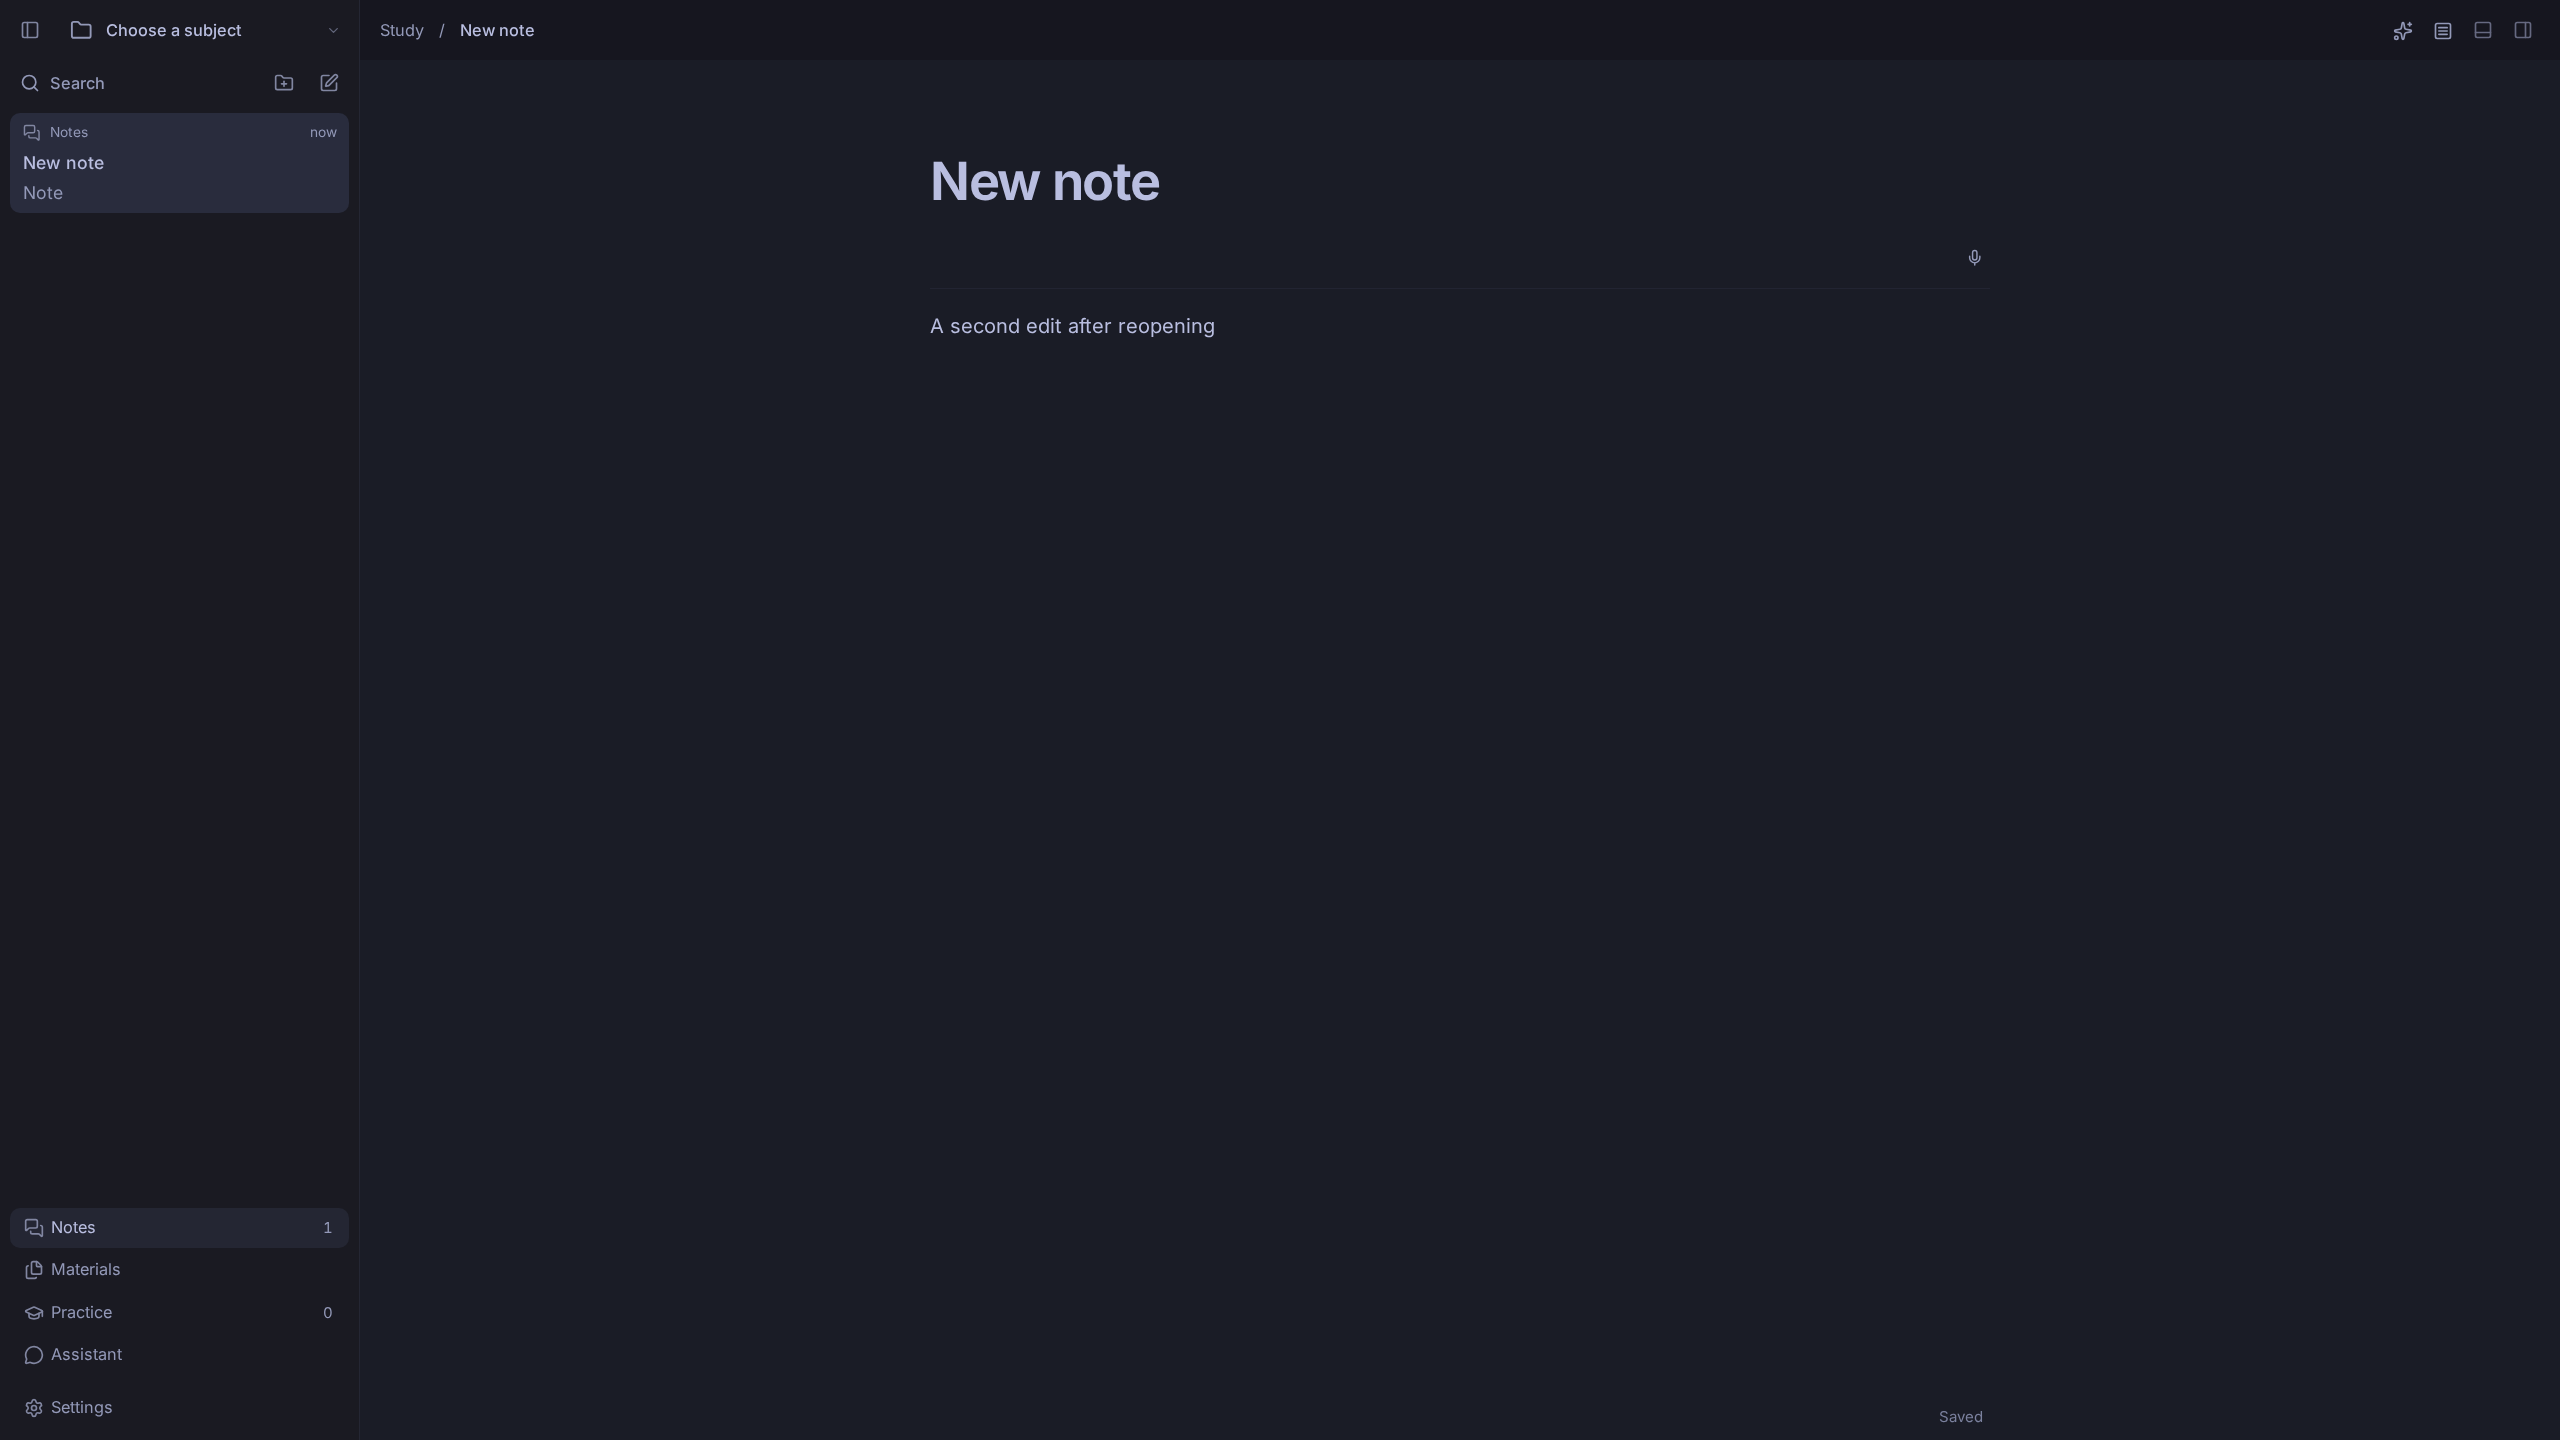 Choose a subject
Study / New note
Search
Notes now
New note
Note
New note
A second edit after reopening
Notes 1
Materials
Practice 0
Assistant
Settings
Saved